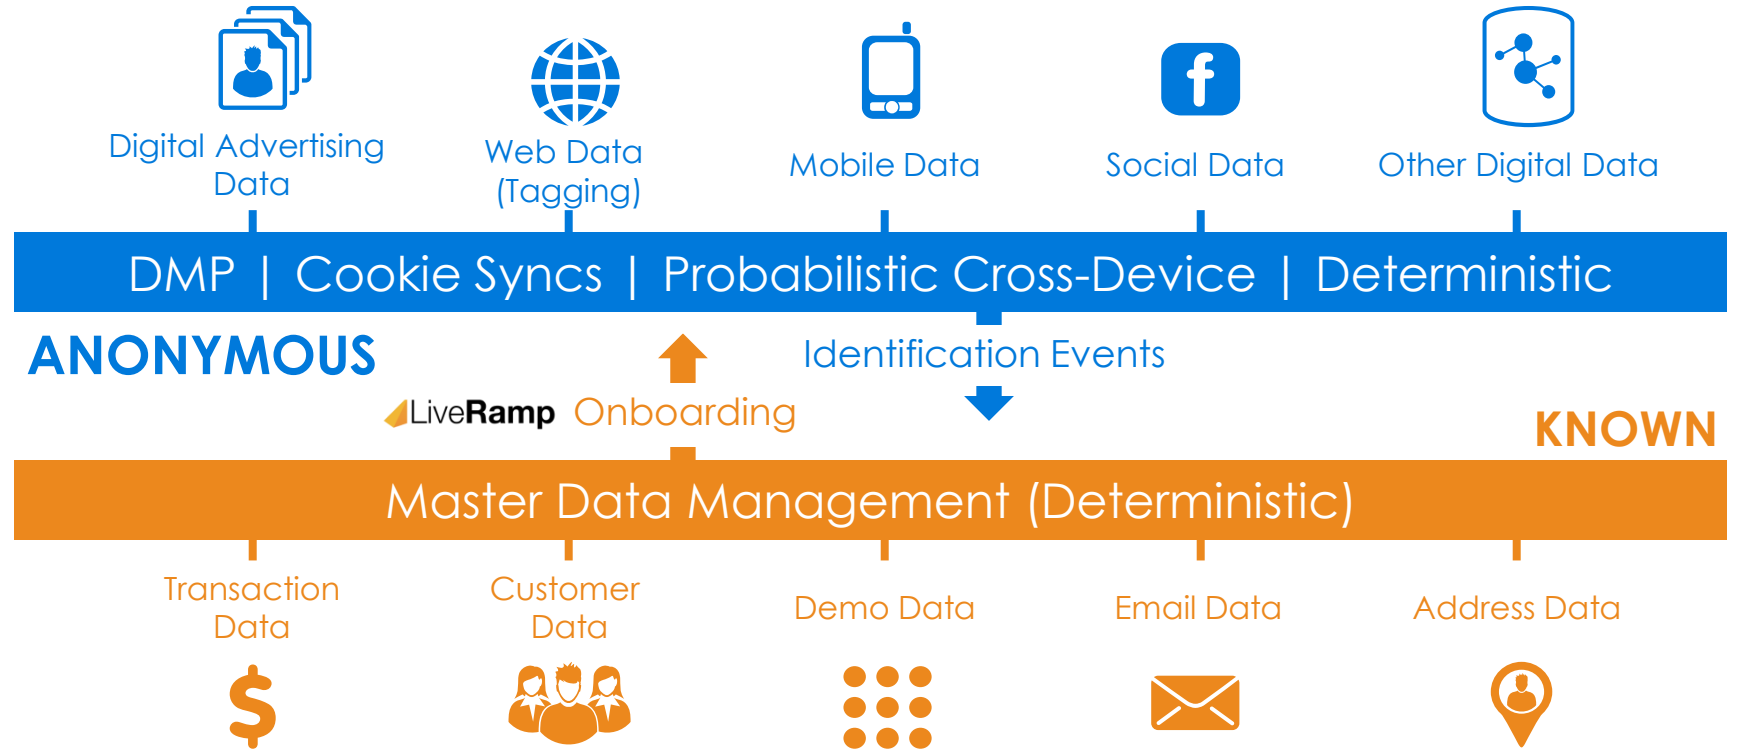 Digital Advertising
Data
Web Data
(Tagging)
Mobile Data
Social Data
Other Digital Data
DMP | Cookie Syncs | Probabilistic Cross-Device | Deterministic
ANONYMOUS
Identification Events
LiveRamp Onboarding
KNOWN
Master Data Management (Deterministic)
Transaction
Data
Customer
Data
Demo Data
Email Data
Address Data